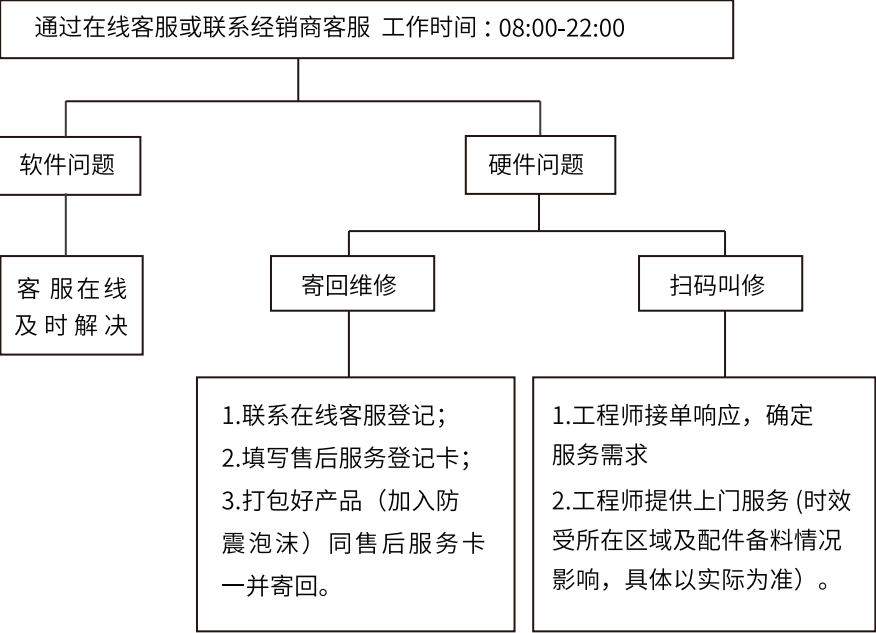 通过在线客服或联系经销商客服 工作时间：08:00-22:00
软件问题
硬件问题
客服在线
及时解决
寄回维修
扫码叫修
1.联系在线客服登记；
2.填写售后服务登记卡；
3.打包好产品（加入防
震泡沫）同售后服务卡
一并寄回。
1.工程师接单响应，确定
服务需求
2.工程师提供上门服务 (时效
受所在区域及配件备料情况
影响，具体以实际为准）。